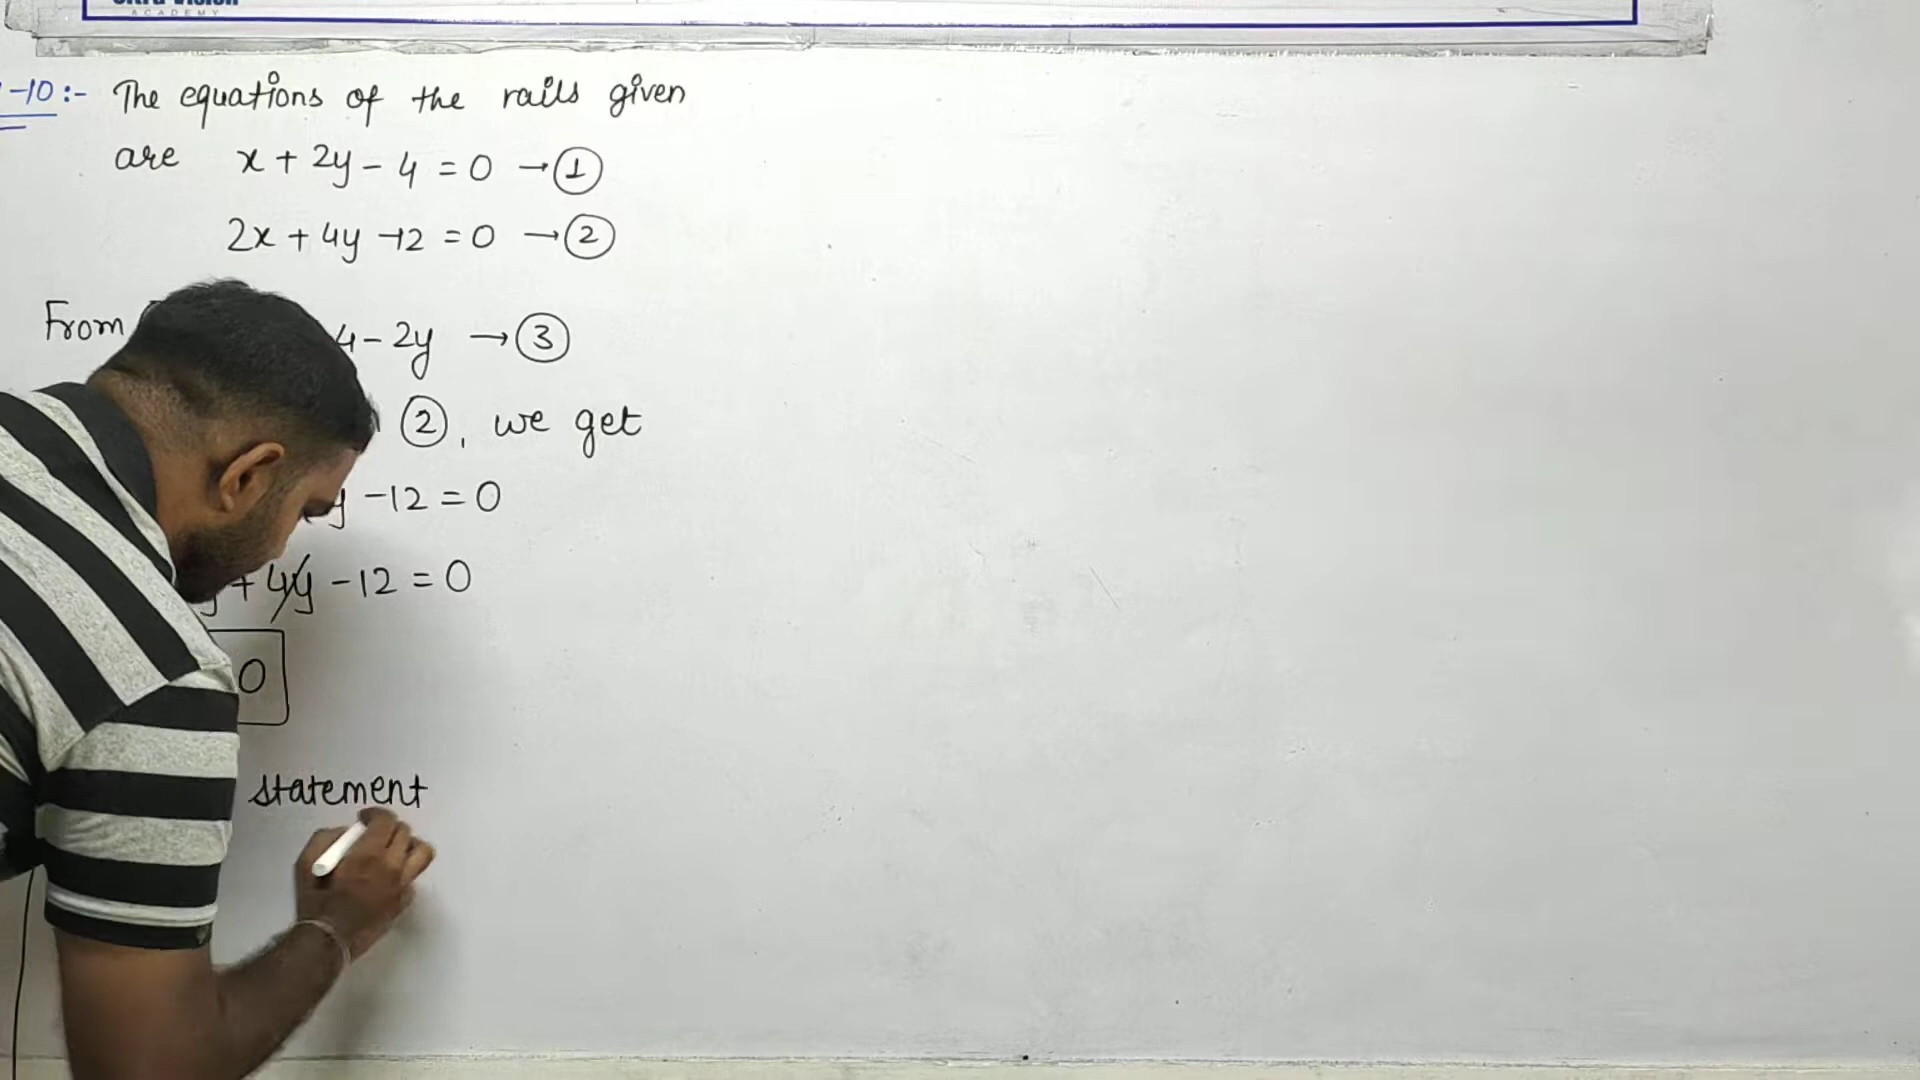 ACADEMY
-10 :- The equations of the rails given
are x + 2y - 4 = 0 → ①
2x + 4y - 12 = 0 → ②
From 4 - 2y → ③
②, we get
y - 12 = 0
+ 4y - 12 = 0
0
statement